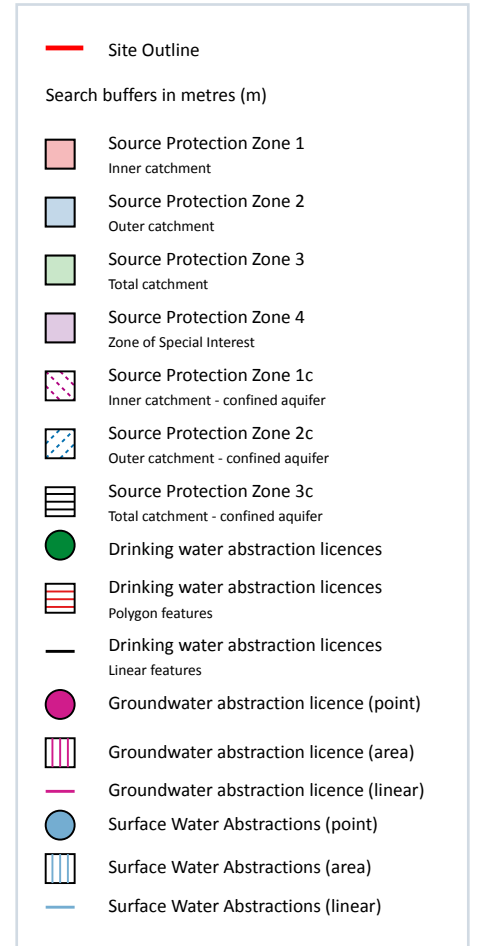 Site Outline
Search buffers in metres (m)
Source Protection Zone 1
Inner catchment
Source Protection Zone 2
Outer catchment
Source Protection Zone 3
Total catchment
Source Protection Zone 4
Zone of Special Interest
Source Protection Zone 1c
Inner catchment - confined aquifer
Source Protection Zone 2c
Outer catchment - confined aquifer
Source Protection Zone 3c
Total catchment - confined aquifer
Drinking water abstraction licences
Drinking water abstraction licences
Polygon features
Drinking water abstraction licences
Linear features
Groundwater abstraction licence (point)
Groundwater abstraction licence (area)
Groundwater abstraction licence (linear)
Surface Water Abstractions (point)
Surface Water Abstractions (area)
Surface Water Abstractions (linear)